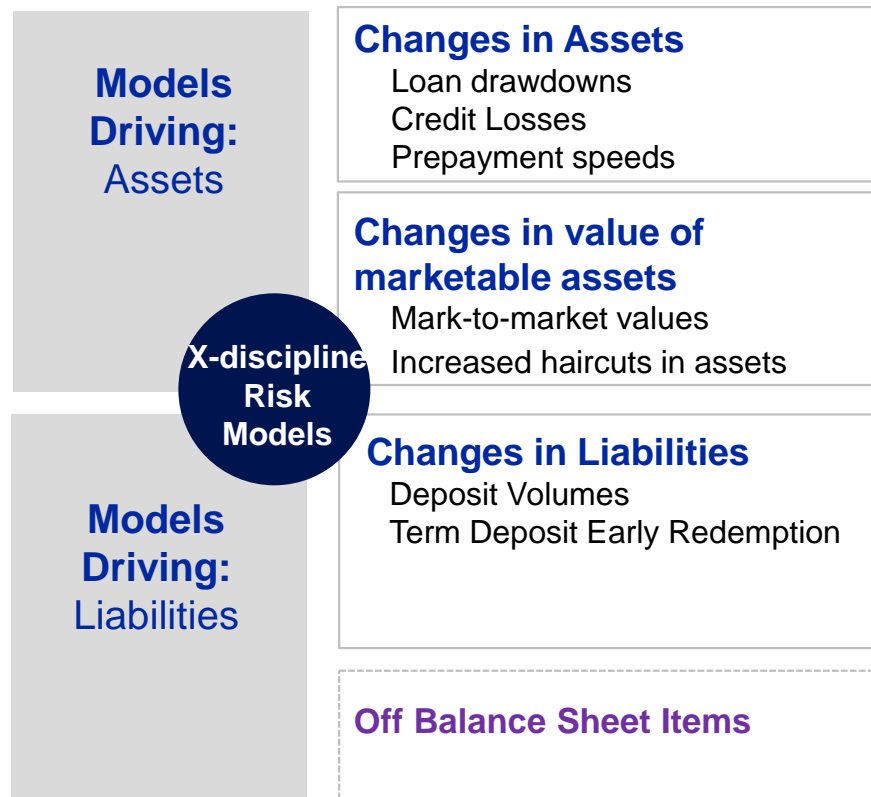 Models
Driving:
Assets
Changes in Assets
Loan drawdowns
Credit Losses
Prepayment speeds
Changes in value of
marketable assets
Mark-to-market values
Increased haircuts in assets
X-discipline
Risk
Models
Models
Driving:
Liabilities
Changes in Liabilities
Deposit Volumes
Term Deposit Early Redemption
Off Balance Sheet Items